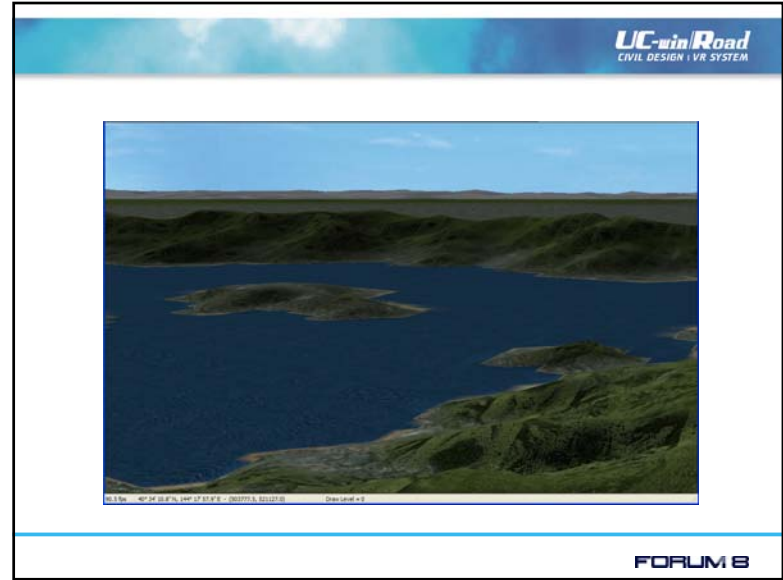 UC-win/Road
CIVIL DESIGN : VR SYSTEM
Draw Level = 0
FORUM 8